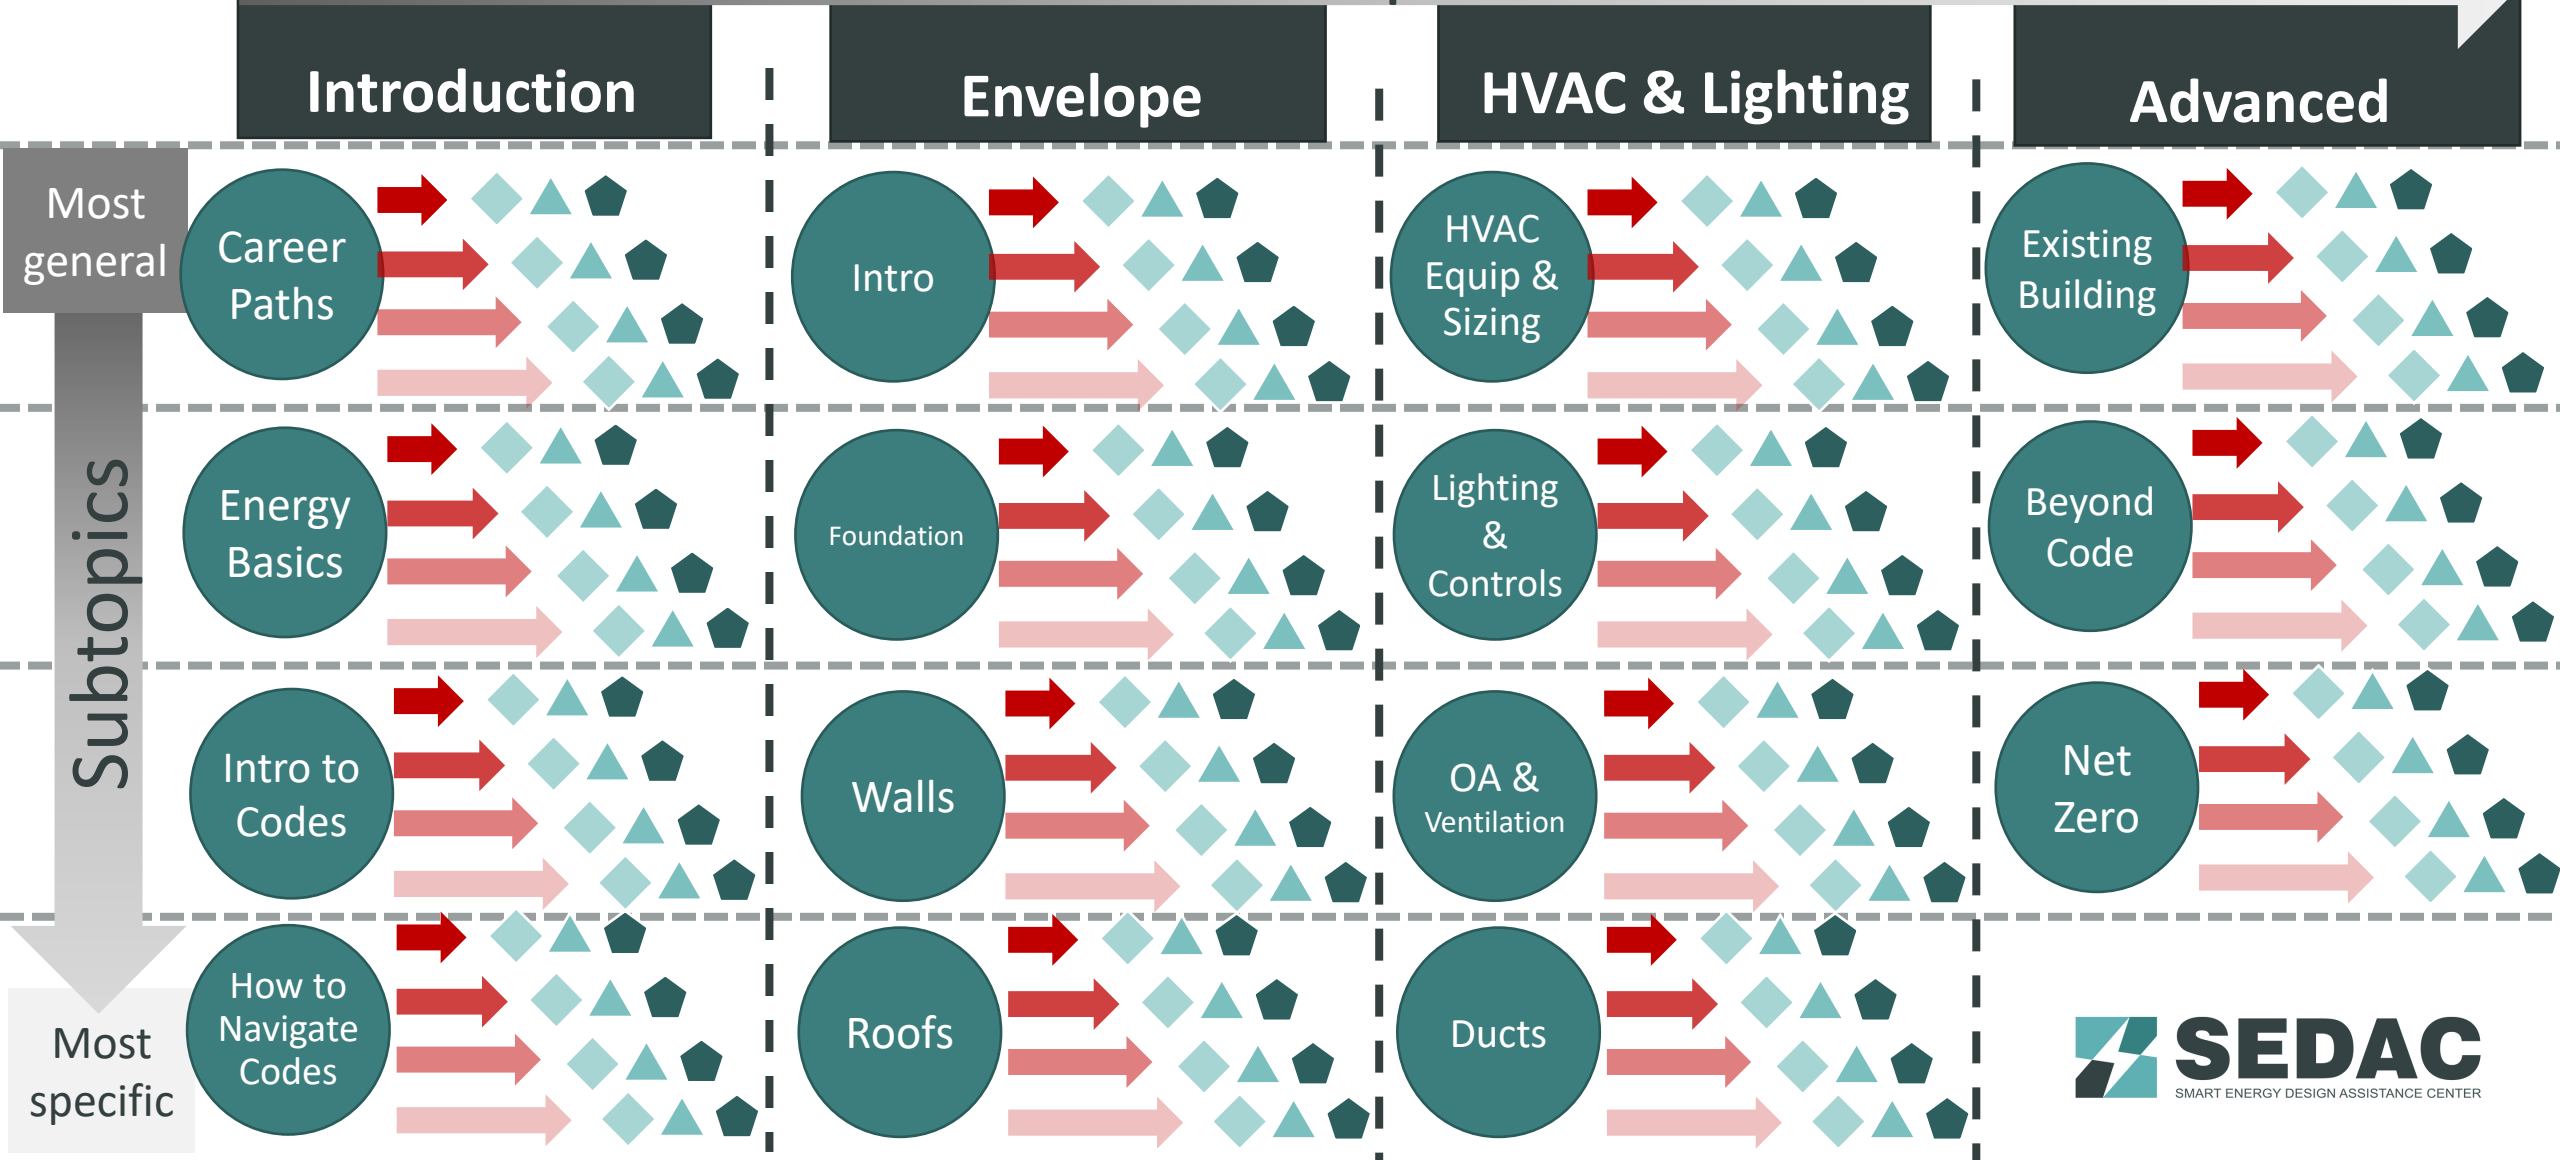 Introduction
Envelope
HVAC & Lighting
Advanced
Most
general
Subtopics
Most
specific
Career
Paths
Intro
HVAC
Equip &
Sizing
Existing
Building
Energy
Basics
Foundation
Lighting
&
Controls
Beyond
Code
Intro to
Codes
Walls
OA &
Ventilation
Net
Zero
How to
Navigate
Codes
Roofs
Ducts
SEDAC
SMART ENERGY DESIGN ASSISTANCE CENTER